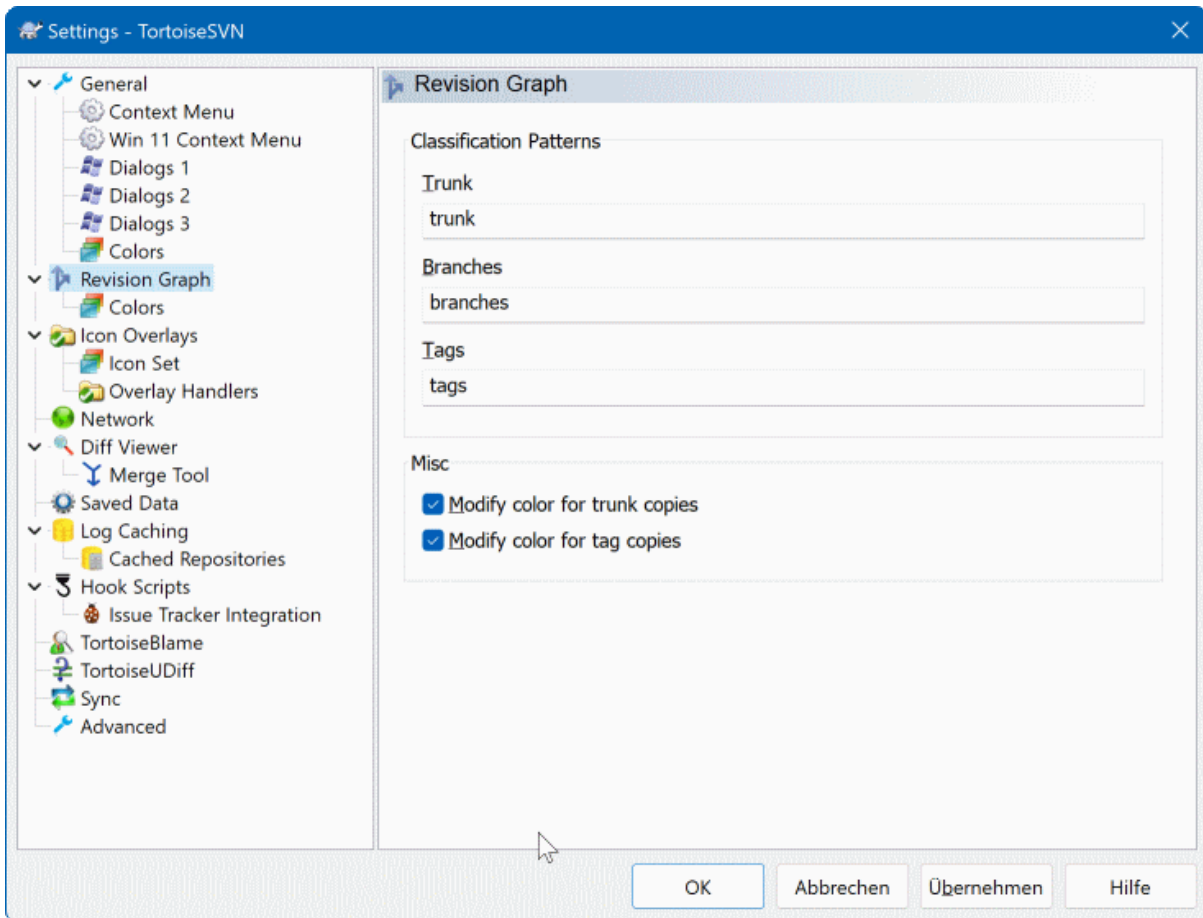 Settings - TortoiseSVN
General
Context Menu
Win 11 Context Menu
Dialogs 1
Dialogs 2
Dialogs 3
Colors
Revision Graph
Colors
Icon Overlays
Icon Set
Overlay Handlers
Network
Diff Viewer
Merge Tool
Saved Data
Log Caching
Cached Repositories
Hook Scripts
Issue Tracker Integration
TortoiseBlame
TortoiseUDiff
Sync
Advanced
Revision Graph
Classification Patterns
Trunk
trunk
Branches
branches
Tags
tags
Misc
Modify color for trunk copies
Modify color for tag copies
OK Abbrechen Übernehmen Hilfe